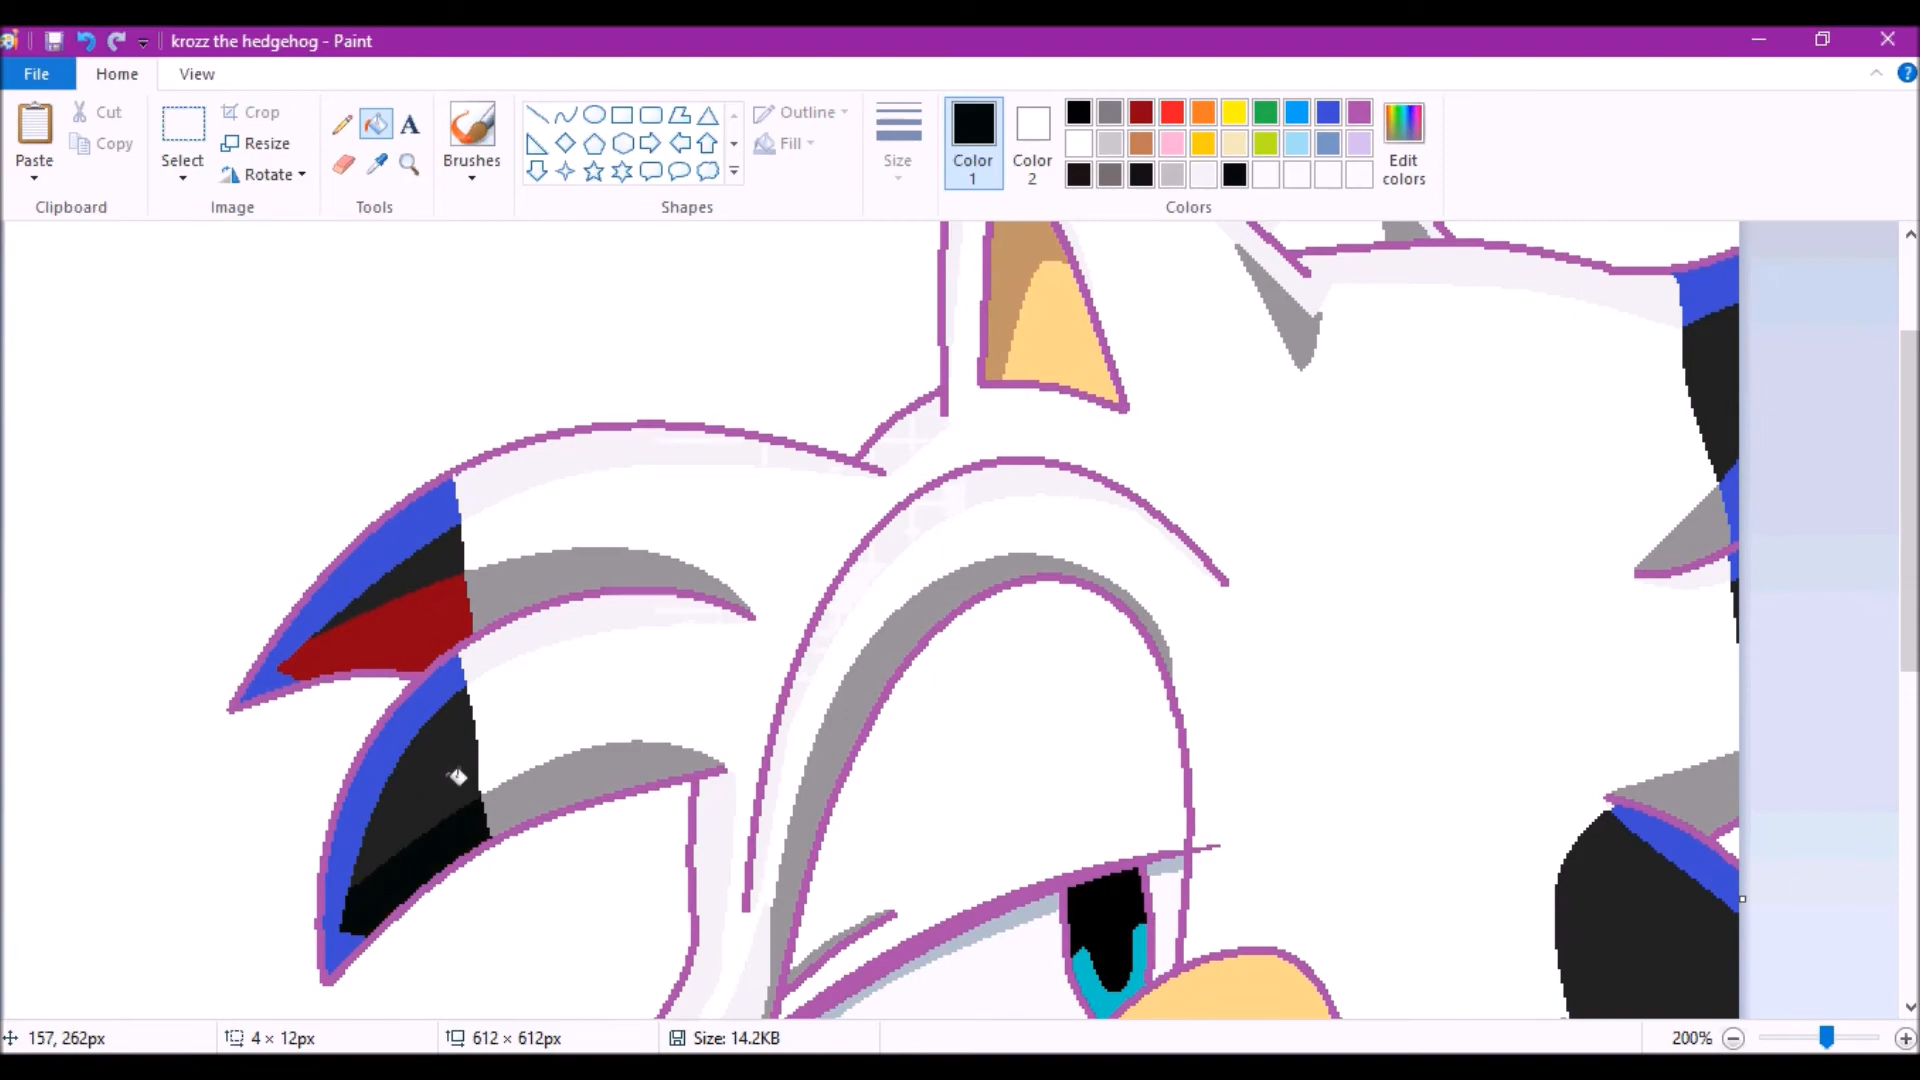 krozz the hedgehog - Paint
File Home View
Paste
Cut
Copy
Clipboard
Select
Crop
Resize
Rotate
Image
A
Tools
Brushes
Outline
Fill
Shapes
Size
Color 1
Color 2
Edit colors
Colors
157, 262px
4 × 12px
612 × 612px
Size: 14.2KB
200%